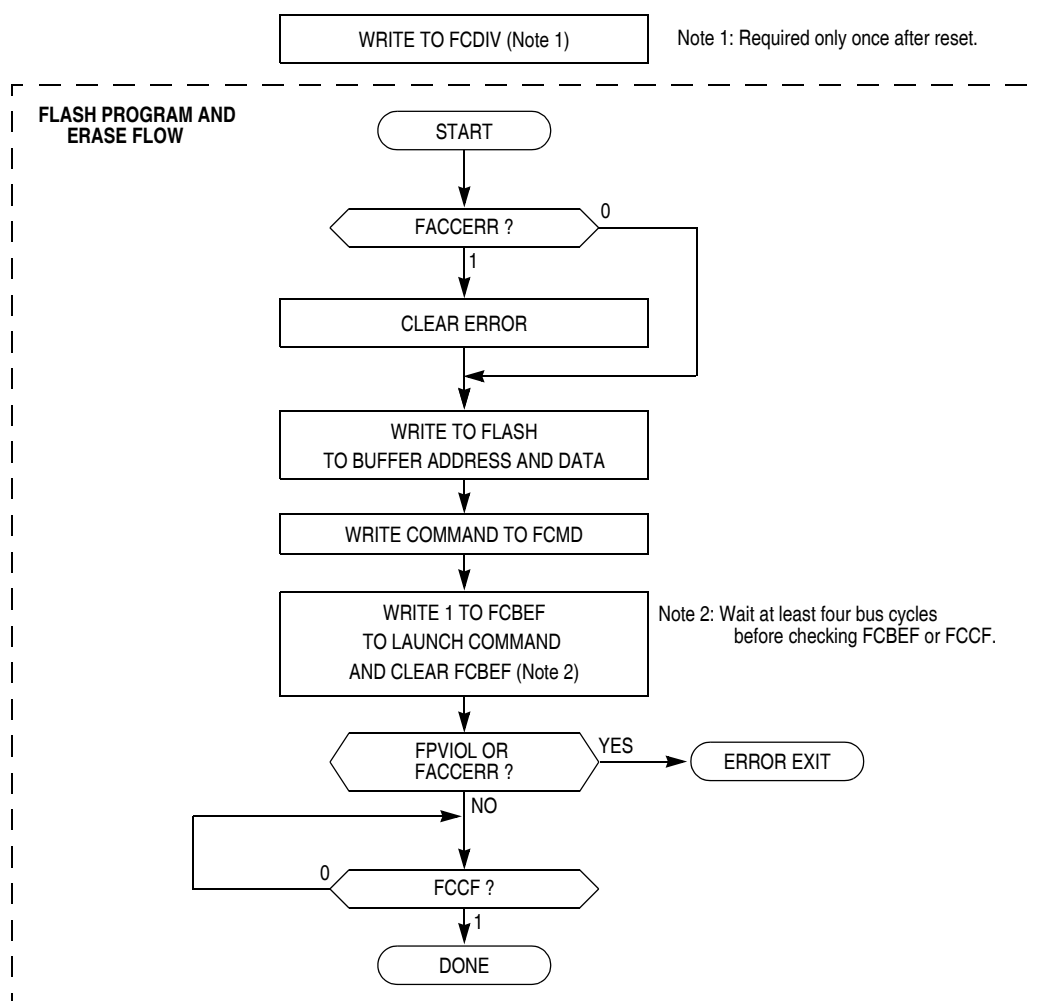 WRITE TO FCDIV (Note 1)
Note 1: Required only once after reset.
FLASH PROGRAM AND
ERASE FLOW
START
FACCERR ?
0
1
CLEAR ERROR
WRITE TO FLASH
TO BUFFER ADDRESS AND DATA
WRITE COMMAND TO FCMD
WRITE 1 TO FCBEF
TO LAUNCH COMMAND
AND CLEAR FCBEF (Note 2)
Note 2: Wait at least four bus cycles
before checking FCBEF or FCCF.
FPVIOL OR
FACCERR ?
YES
ERROR EXIT
NO
0
FCCF ?
1
DONE